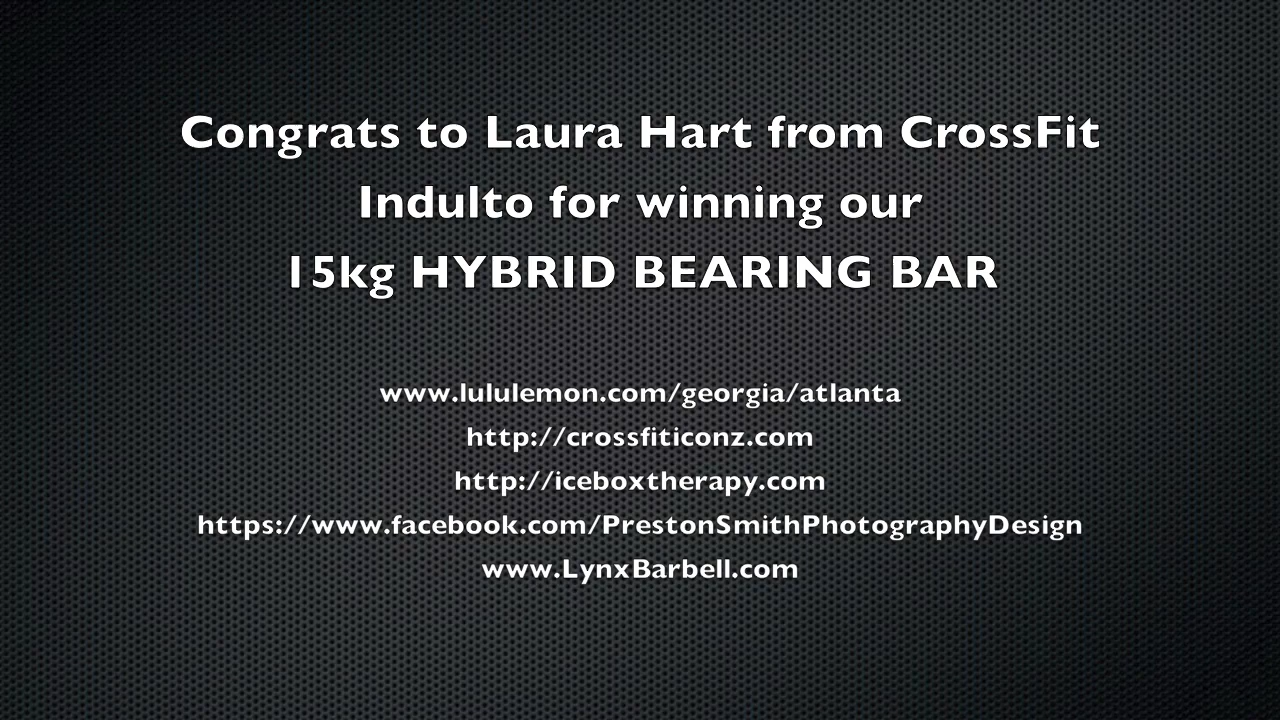 Congrats to Laura Hart from CrossFit
Indulto for winning our
15kg HYBRID BEARING BAR
www.lululemon.com/georgia/atlanta
http://crossfiticonz.com
http://iceboxtherapy.com
https://www.facebook.com/PrestonSmithPhotographyDesign
www.LynxBarbell.com